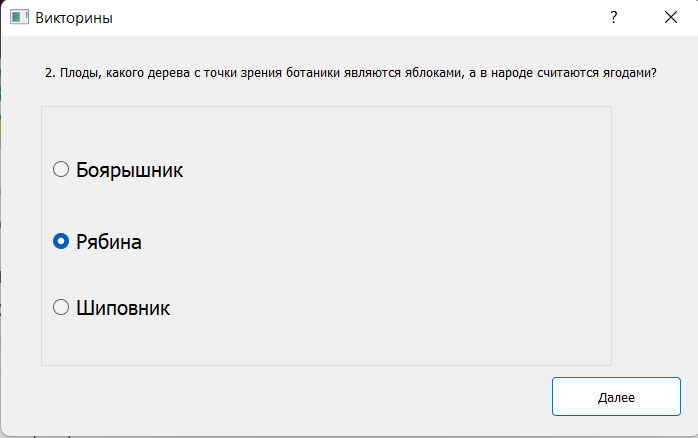 Викторины
2. Плоды, какого дерева с точки зрения ботаники являются яблоками, а в народе считаются ягодами?
Боярышник
Рябина
Шиповник
Далее